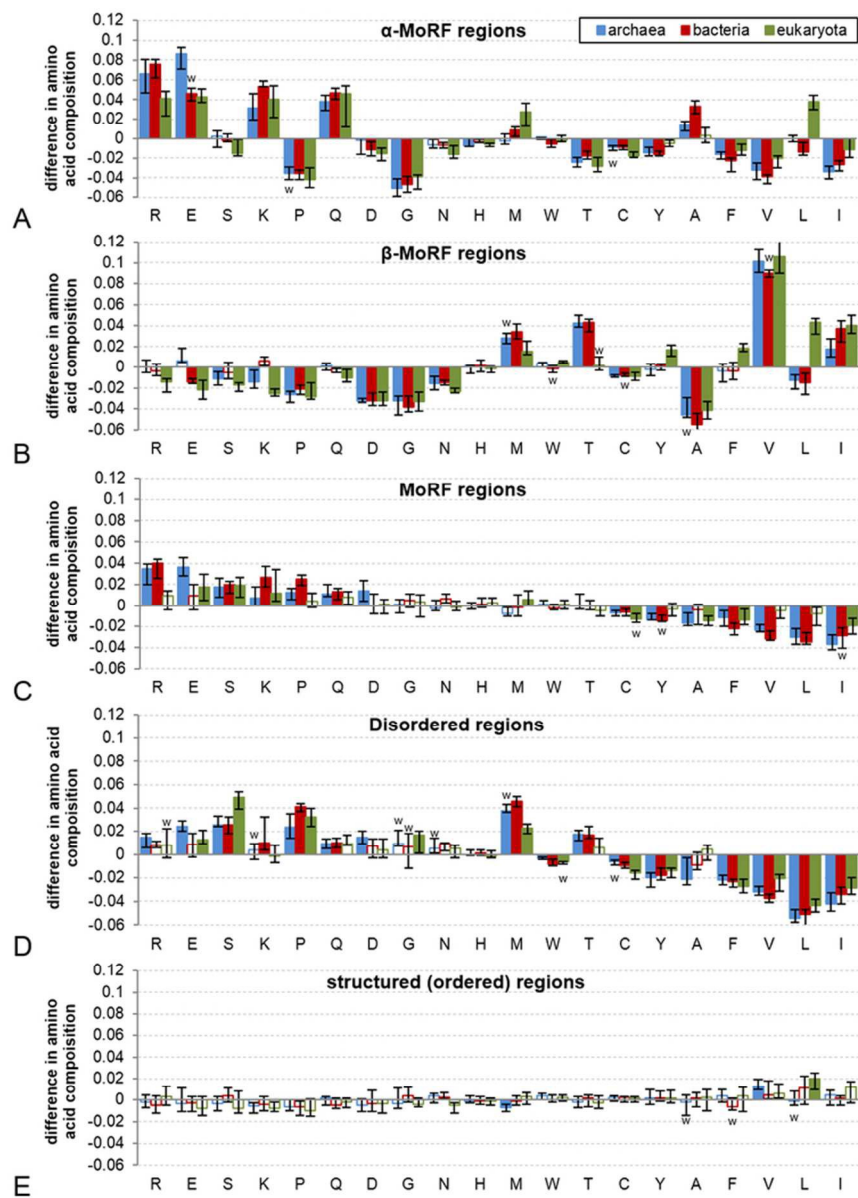 difference in amino
acid compoisition
α-MoRF regions
archaea bacteria eukaryota
0.12
0.1
0.08
0.06
0.04
0.02
0
-0.02
-0.04
-0.06
w
w
w
R E S K P Q D G N H M W T C Y A F V L I
A
difference in amino
acid compoisition
β-MoRF regions
0.12
0.1
0.08
0.06
0.04
0.02
0
-0.02
-0.04
-0.06
w
w
w
w w
w
R E S K P Q D G N H M W T C Y A F V L I
B
difference in amino
acid compoisition
MoRF regions
0.12
0.1
0.08
0.06
0.04
0.02
0
-0.02
-0.04
-0.06
w w
w
R E S K P Q D G N H M W T C Y A F V L I
C
difference in amino acid
compoisition
Disordered regions
0.12
0.1
0.08
0.06
0.04
0.02
0
-0.02
-0.04
-0.06
w w w w w w
w w
R E S K P Q D G N H M W T C Y A F V L I
D
difference in amino
acid compoisition
structured (ordered) regions
0.12
0.1
0.08
0.06
0.04
0.02
0
-0.02
-0.04
-0.06
w w w
R E S K P Q D G N H M W T C Y A F V L I
E